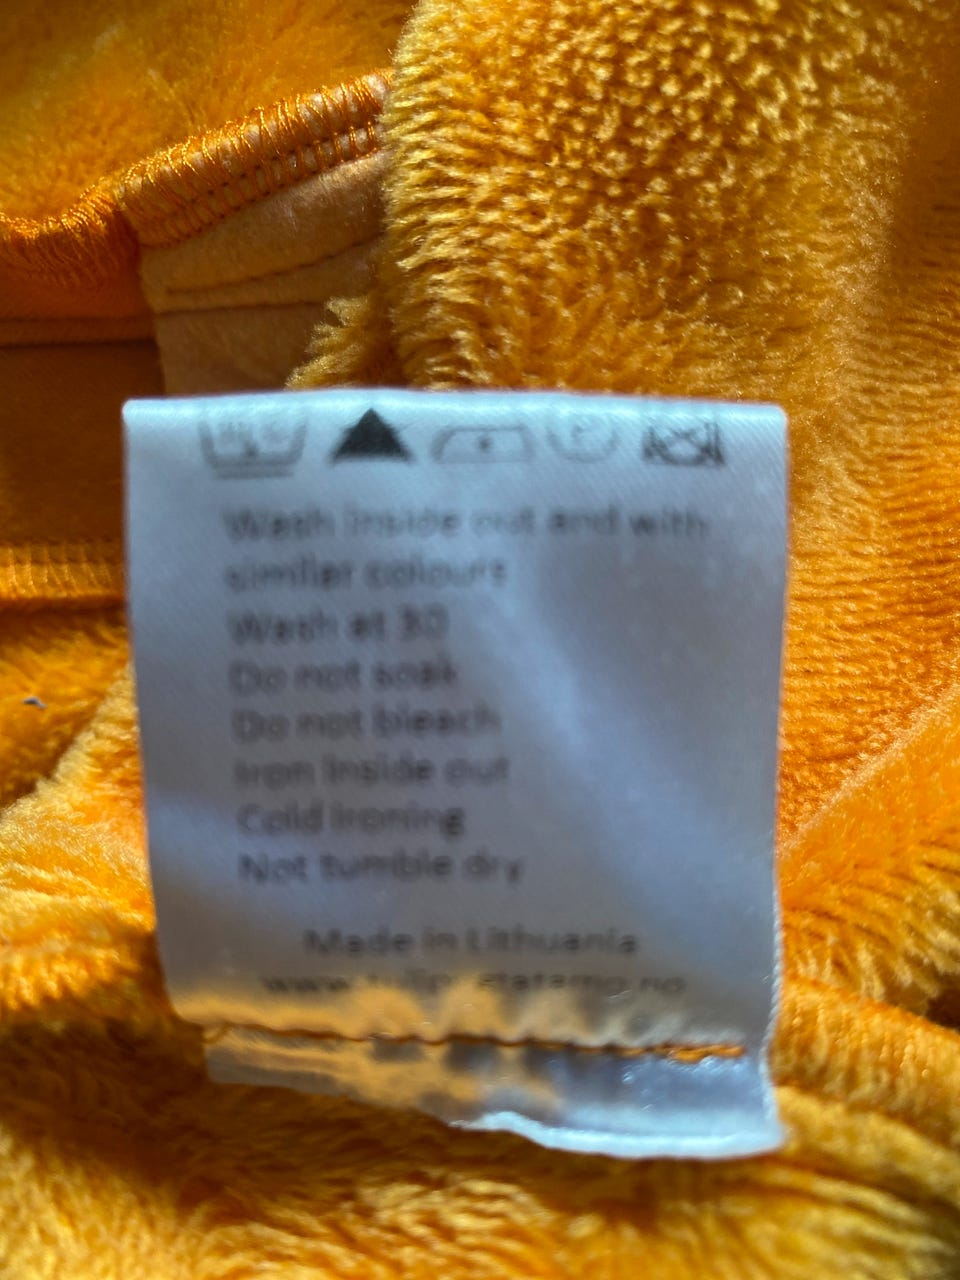 Wash inside out and with
similar colours
Wash at 30
Do not soak
Do not bleach
Iron inside out
Cold ironing
Not tumble dry
Made in Lithuania